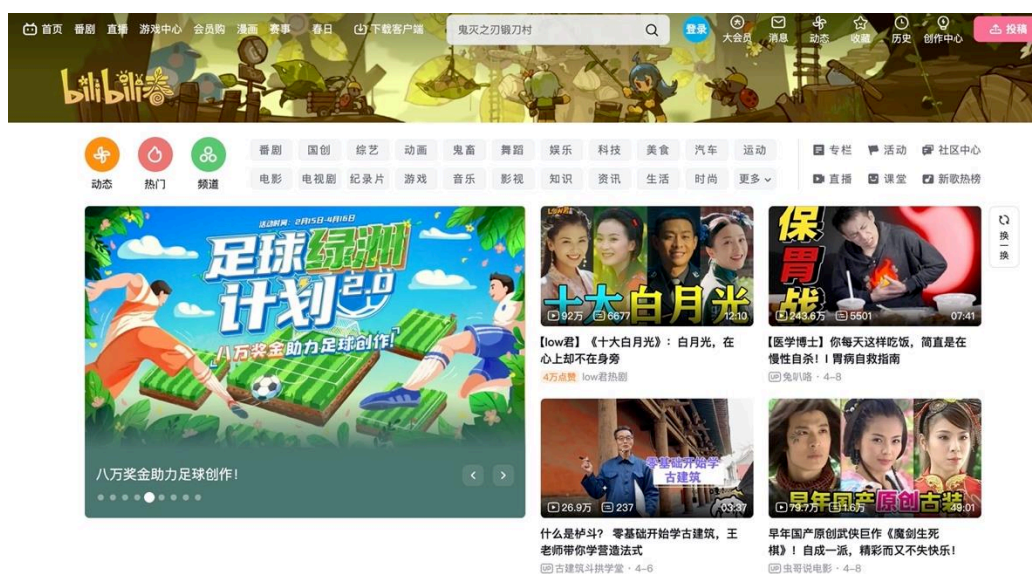 首页 番剧 直播 游戏中心 会员购 漫画 赛事 春日 下载客户端 鬼灭之刃锻刀村 登录 大会员 消息 动态 收藏 历史 创作中心 投稿
bilibili
番剧 国创 综艺 动画 鬼畜 舞蹈 娱乐 科技 美食 汽车 运动 专栏 活动 社区中心
动态 热门 频道
电影 电视剧 纪录片 游戏 音乐 影视 知识 资讯 生活 时尚 更多 直播 课堂 新歌热榜
活动时间：2月15日-4月16日
足球绿洲
计划2.0
八万奖金助力足球创作!
八万奖金助力足球创作!
LOW君
十大白月光
92万 6677 12:10
【low君】《十大白月光》：白月光，在
心上却不在身旁
4万点赞 low君热剧
保
胃
战
243.6万 5501 07:41
【医学博士】你每天这样吃饭，简直是在
慢性自杀！I 胃病自救指南
UP 兔叭咯 · 4-8
换一换
零基础开始学
古建筑
26.9万 237 03:37
什么是栌斗？ 零基础开始学古建筑，王
老师带你学营造法式
UP 古建筑斗拱学堂 · 4-6
早年国产原创古装
79.7万 1.6万 49:01
早年国产原创武侠巨作《魔剑生死
棋》！自成一派，精彩而又不失快乐！
UP 虫哥说电影 · 4-8